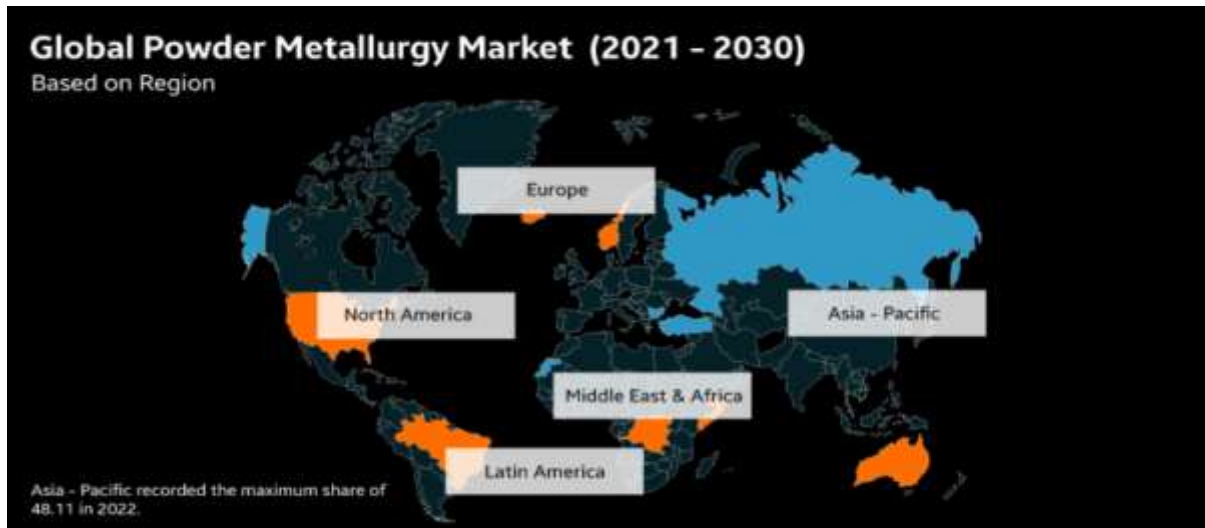 Global Powder Metallurgy Market (2021 - 2030)
Based on Region
Europe
North America
Asia - Pacific
Middle East & Africa
Latin America
Asia - Pacific recorded the maximum share of
48.11 in 2022.